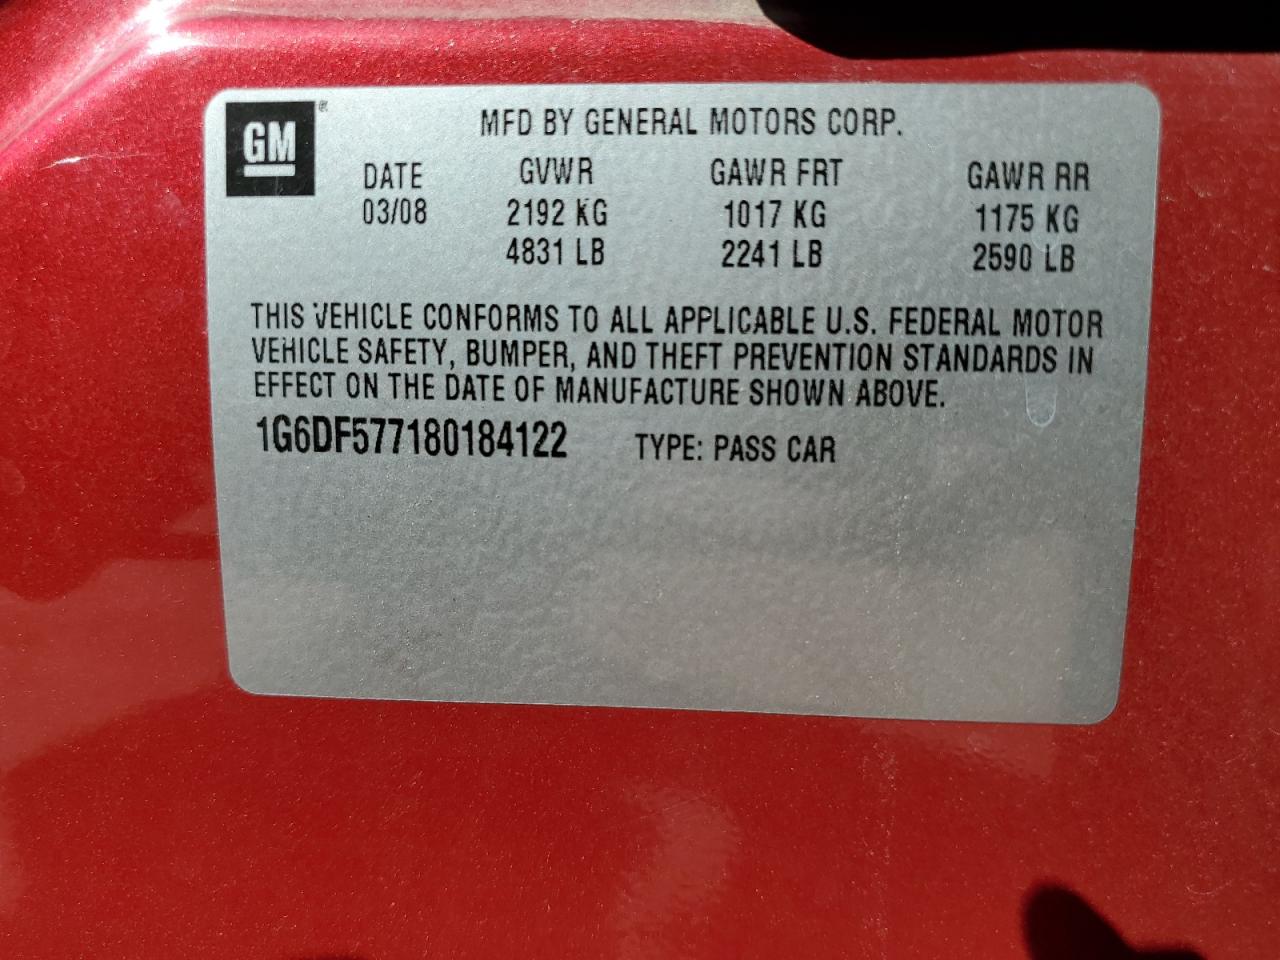 GM®
MFD BY GENERAL MOTORS CORP.
DATE GVWR GAWR FRT GAWR RR
03/08 2192 KG 1017 KG 1175 KG
4831 LB 2241 LB 2590 LB
THIS VEHICLE CONFORMS TO ALL APPLICABLE U.S. FEDERAL MOTOR
VEHICLE SAFETY, BUMPER, AND THEFT PREVENTION STANDARDS IN
EFFECT ON THE DATE OF MANUFACTURE SHOWN ABOVE.
1G6DF577180184122 TYPE: PASS CAR